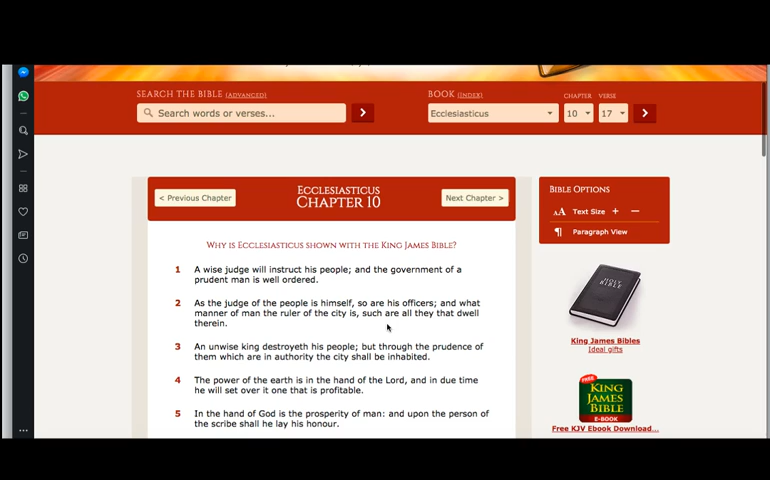 SEARCH THE BIBLE (ADVANCED)
Search words or verses...
BOOK (INDEX)
CHAPTER
VERSE
Ecclesiasticus
10
17
< Previous Chapter
ECCLESIASTICUS
CHAPTER 10
Next Chapter >
WHY IS ECCLESIASTICUS SHOWN WITH THE KING JAMES BIBLE?
1 A wise judge will instruct his people; and the government of a
prudent man is well ordered.
2 As the judge of the people is himself, so are his officers; and what
manner of man the ruler of the city is, such are all they that dwell
therein.
3 An unwise king destroyeth his people; but through the prudence of
them which are in authority the city shall be inhabited.
4 The power of the earth is in the hand of the Lord, and in due time
he will set over it one that is profitable.
5 In the hand of God is the prosperity of man: and upon the person of
the scribe shall he lay his honour.
BIBLE OPTIONS
AA Text Size + −
¶ Paragraph View
HOLY
BIBLE
King James Bibles
Ideal gifts
FREE
KING
JAMES
BIBLE
E-BOOK
Free KJV Ebook Download...